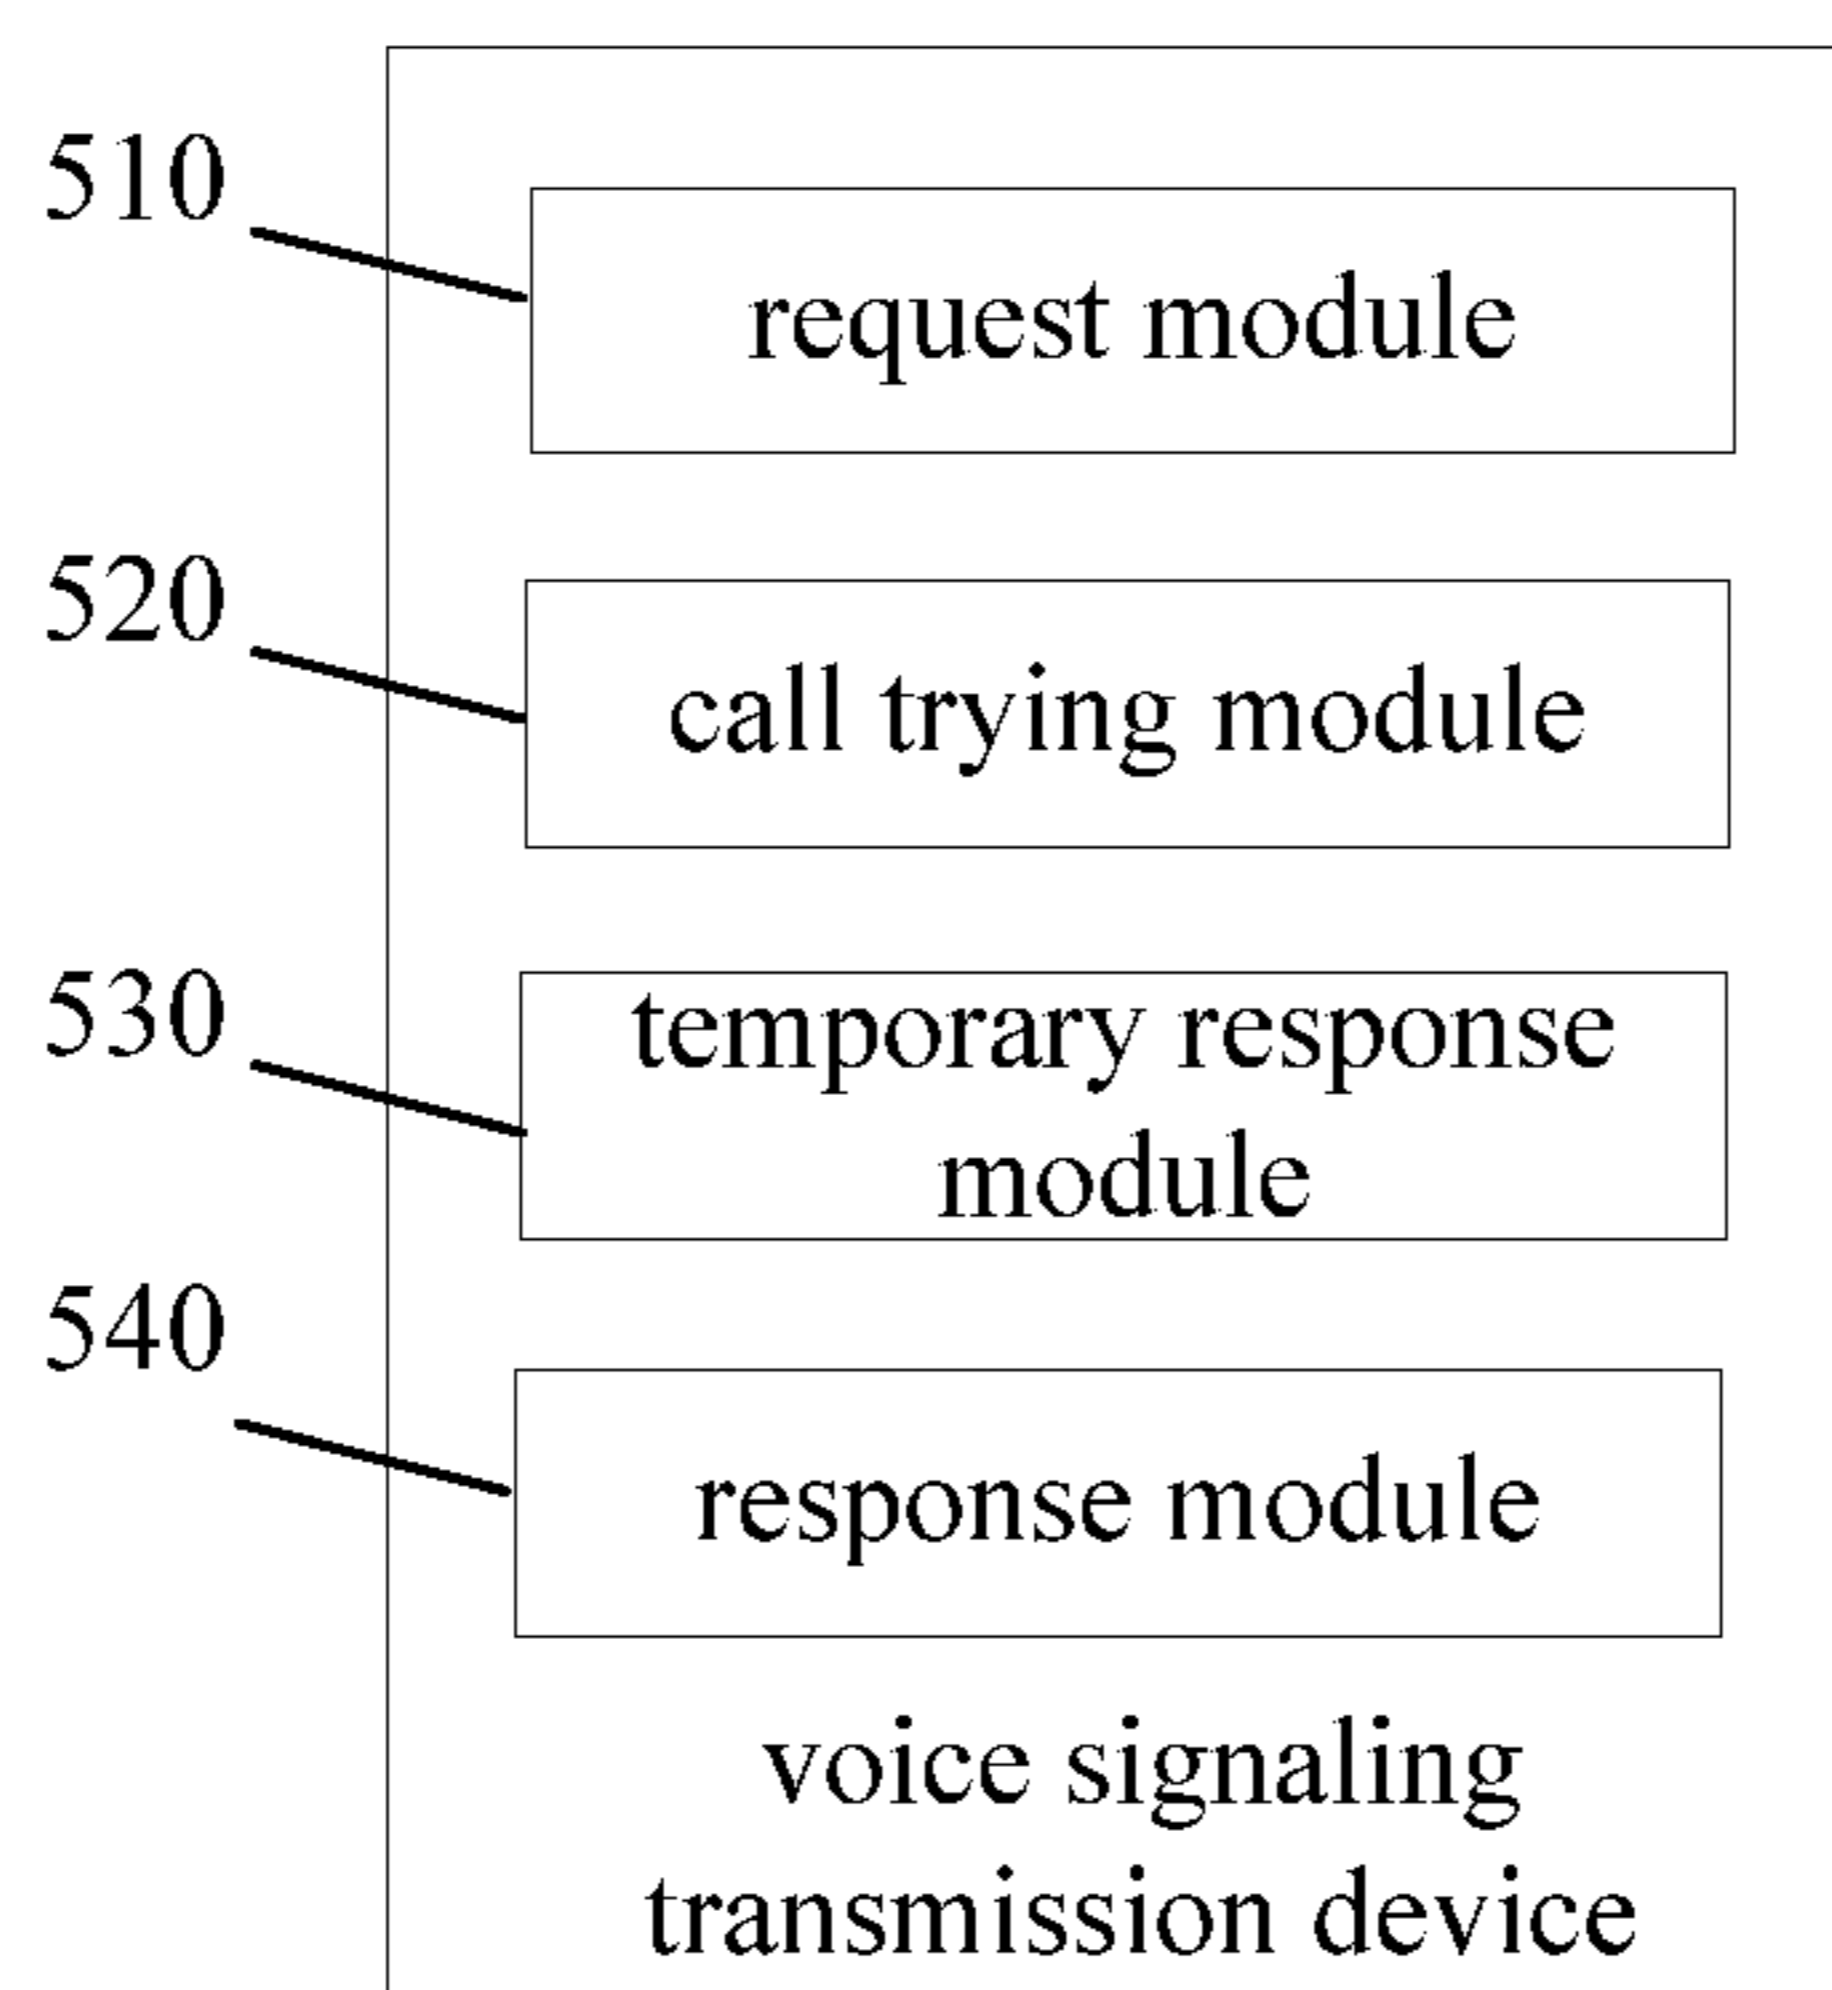 510
request module
520
call trying module
530
temporary response
module
540
response module
voice signaling
transmission device